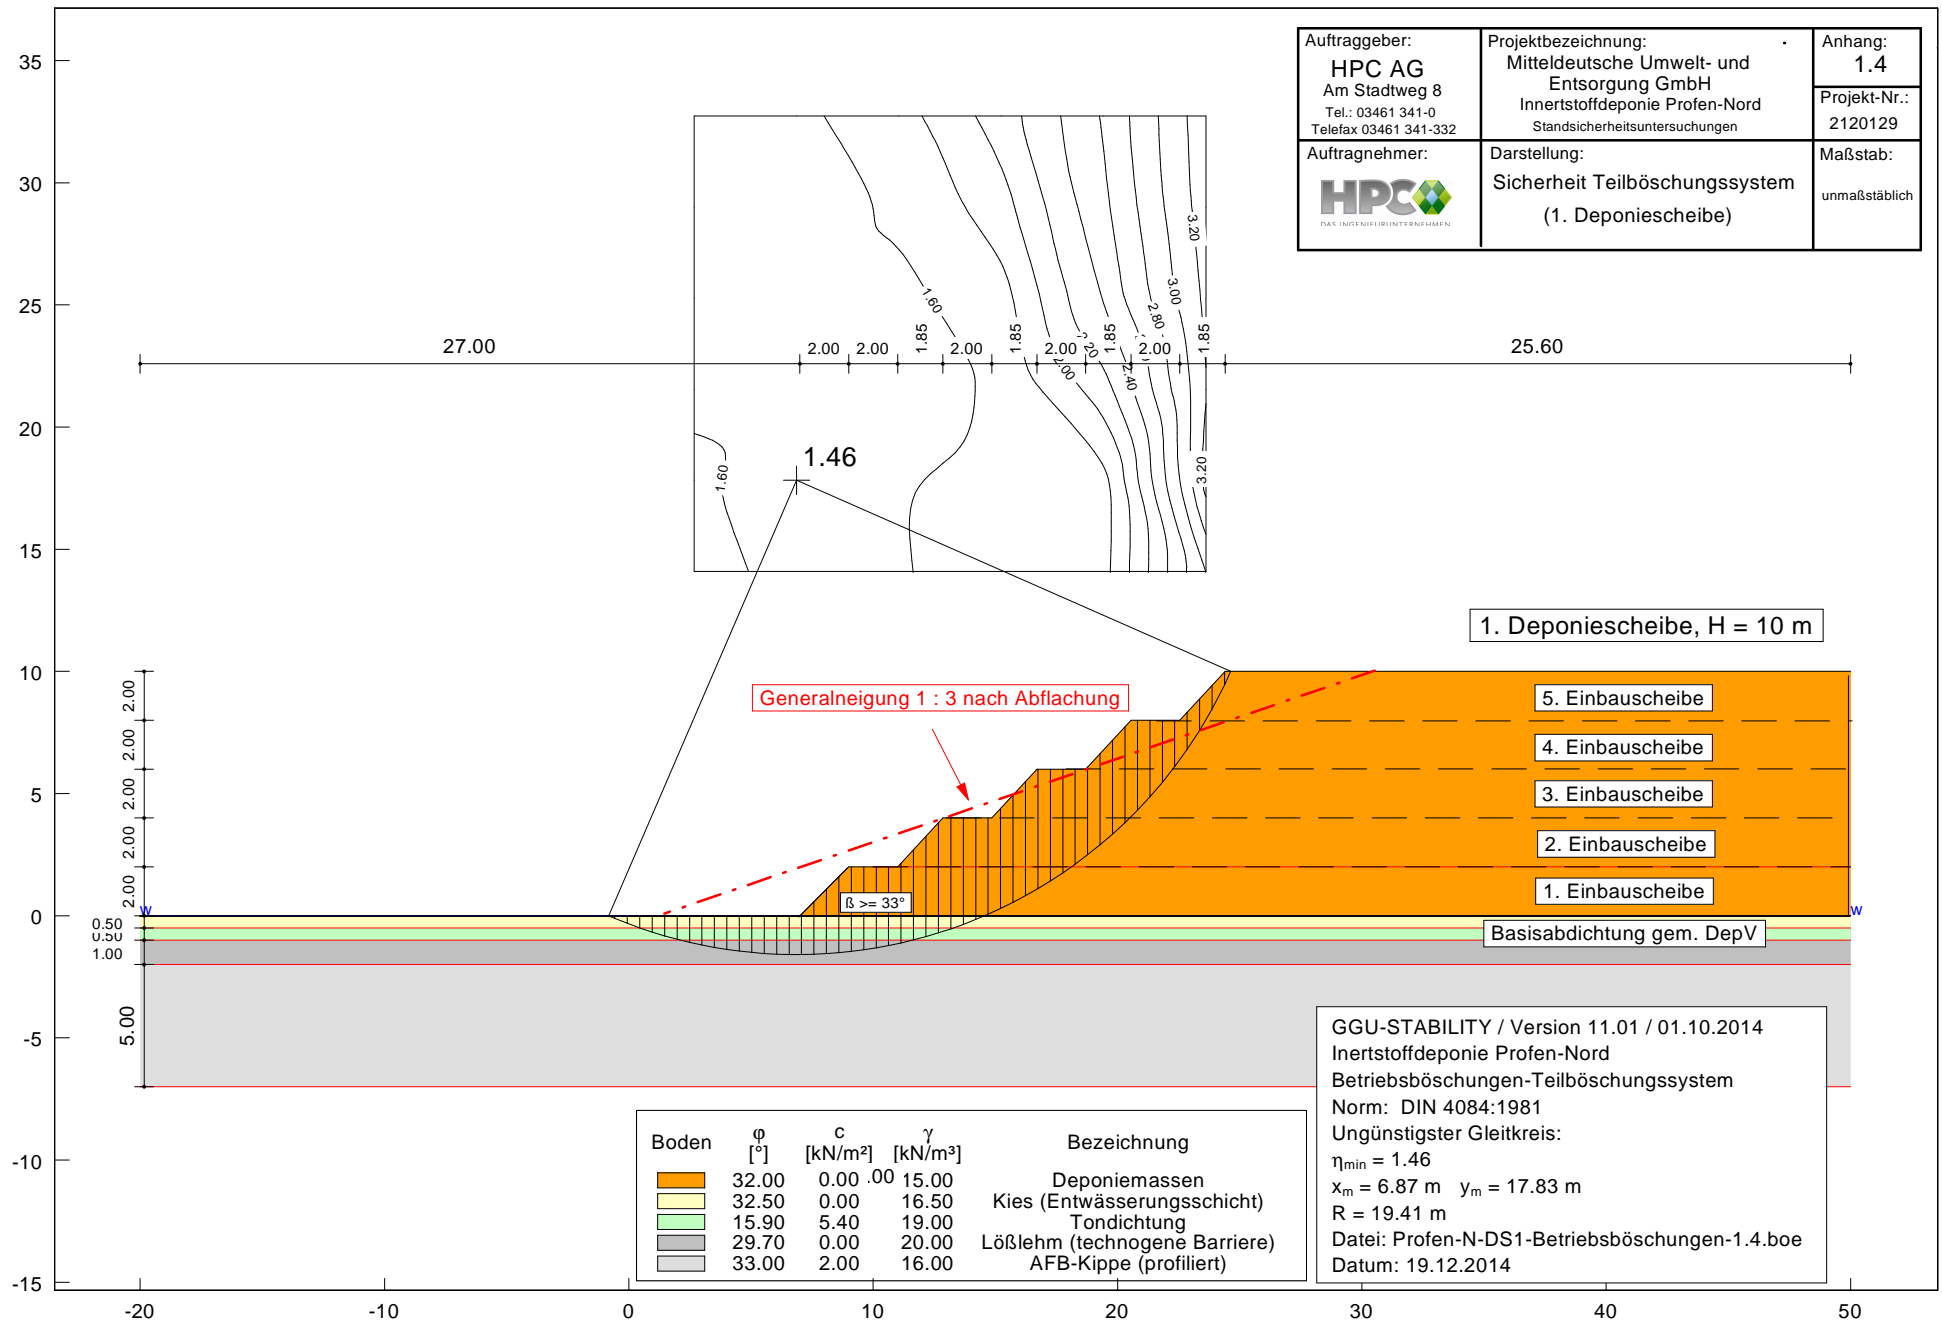 Auftraggeber:
HPC AG
Am Stadtweg 8
Tel.: 03461 341-0
Telefax 03461 341-332
Projektbezeichnung:
Mitteldeutsche Umwelt- und
Entsorgung GmbH
Innertstoffdeponie Profen-Nord
Standsicherheitsuntersuchungen
Anhang:
1.4
Projekt-Nr.:
2120129
Auftragnehmer:
HPC
DAS INGENIEURUNTERNEHMEN
Darstellung:
Sicherheit Teilböschungssystem
(1. Deponiescheibe)
Maßstab:
unmaßstäblich
35
30
25
20
15
10
5
0
-5
-10
-15
3.20
3.00
2.80
1.60
27.00
2.00
2.00
1.85
2.00
1.85
2.00
1.85
2.00
1.85
25.60
2.00
2.40
1.46
1.60
3.20
1. Deponiescheibe, H = 10 m
Generalneigung 1 : 3 nach Abflachung
2.00
2.00
2.00
2.00
2.00
0.50
0.50
1.00
5.00
5. Einbauscheibe
4. Einbauscheibe
3. Einbauscheibe
2. Einbauscheibe
1. Einbauscheibe
ß >= 33°
W
W
Basisabdichtung gem. DepV
Boden φ [°] c [kN/m²] γ [kN/m³] Bezeichnung
32.00 0.00 .00 15.00 Deponiemassen
32.50 0.00 16.50 Kies (Entwässerungsschicht)
15.90 5.40 19.00 Tondichtung
29.70 0.00 20.00 Lößlehm (technogene Barriere)
33.00 2.00 16.00 AFB-Kippe (profiliert)
GGU-STABILITY / Version 11.01 / 01.10.2014
Inertstoffdeponie Profen-Nord
Betriebsböschungen-Teilböschungssystem
Norm: DIN 4084:1981
Ungünstigster Gleitkreis:
ηmin = 1.46
xm = 6.87 m ym = 17.83 m
R = 19.41 m
Datei: Profen-N-DS1-Betriebsböschungen-1.4.boe
Datum: 19.12.2014
-20
-10
0
10
20
30
40
50